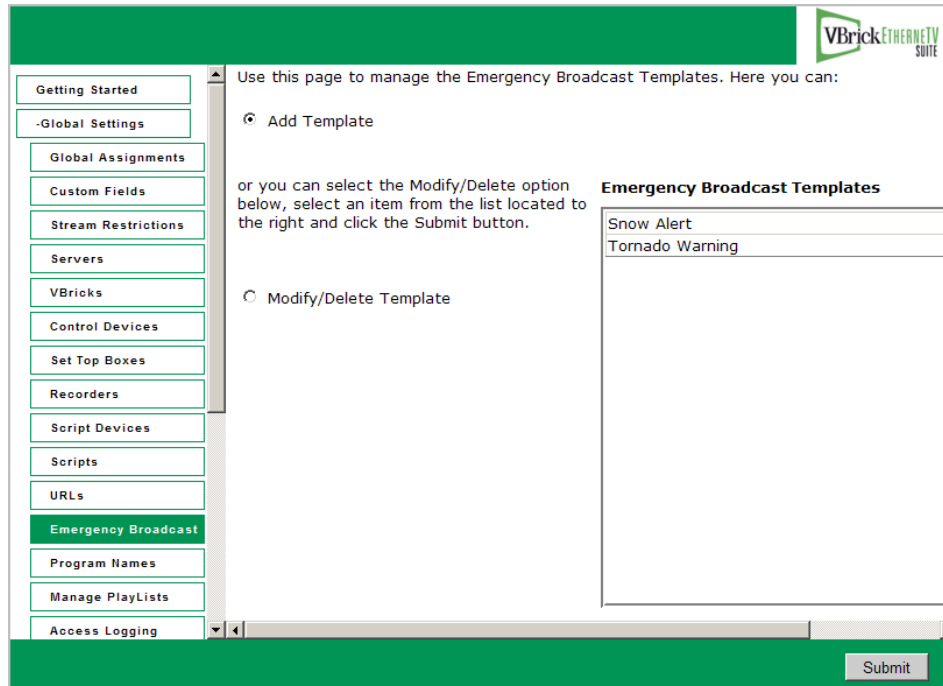 VBrick ETHERNETV
SUITE
Getting Started
-Global Settings
Global Assignments
Custom Fields
Stream Restrictions
Servers
VBricks
Control Devices
Set Top Boxes
Recorders
Script Devices
Scripts
URLs
Emergency Broadcast
Program Names
Manage PlayLists
Access Logging
Use this page to manage the Emergency Broadcast Templates. Here you can:
Add Template
or you can select the Modify/Delete option
below, select an item from the list located to
the right and click the Submit button.
Modify/Delete Template
Emergency Broadcast Templates
Snow Alert
Tornado Warning
Submit